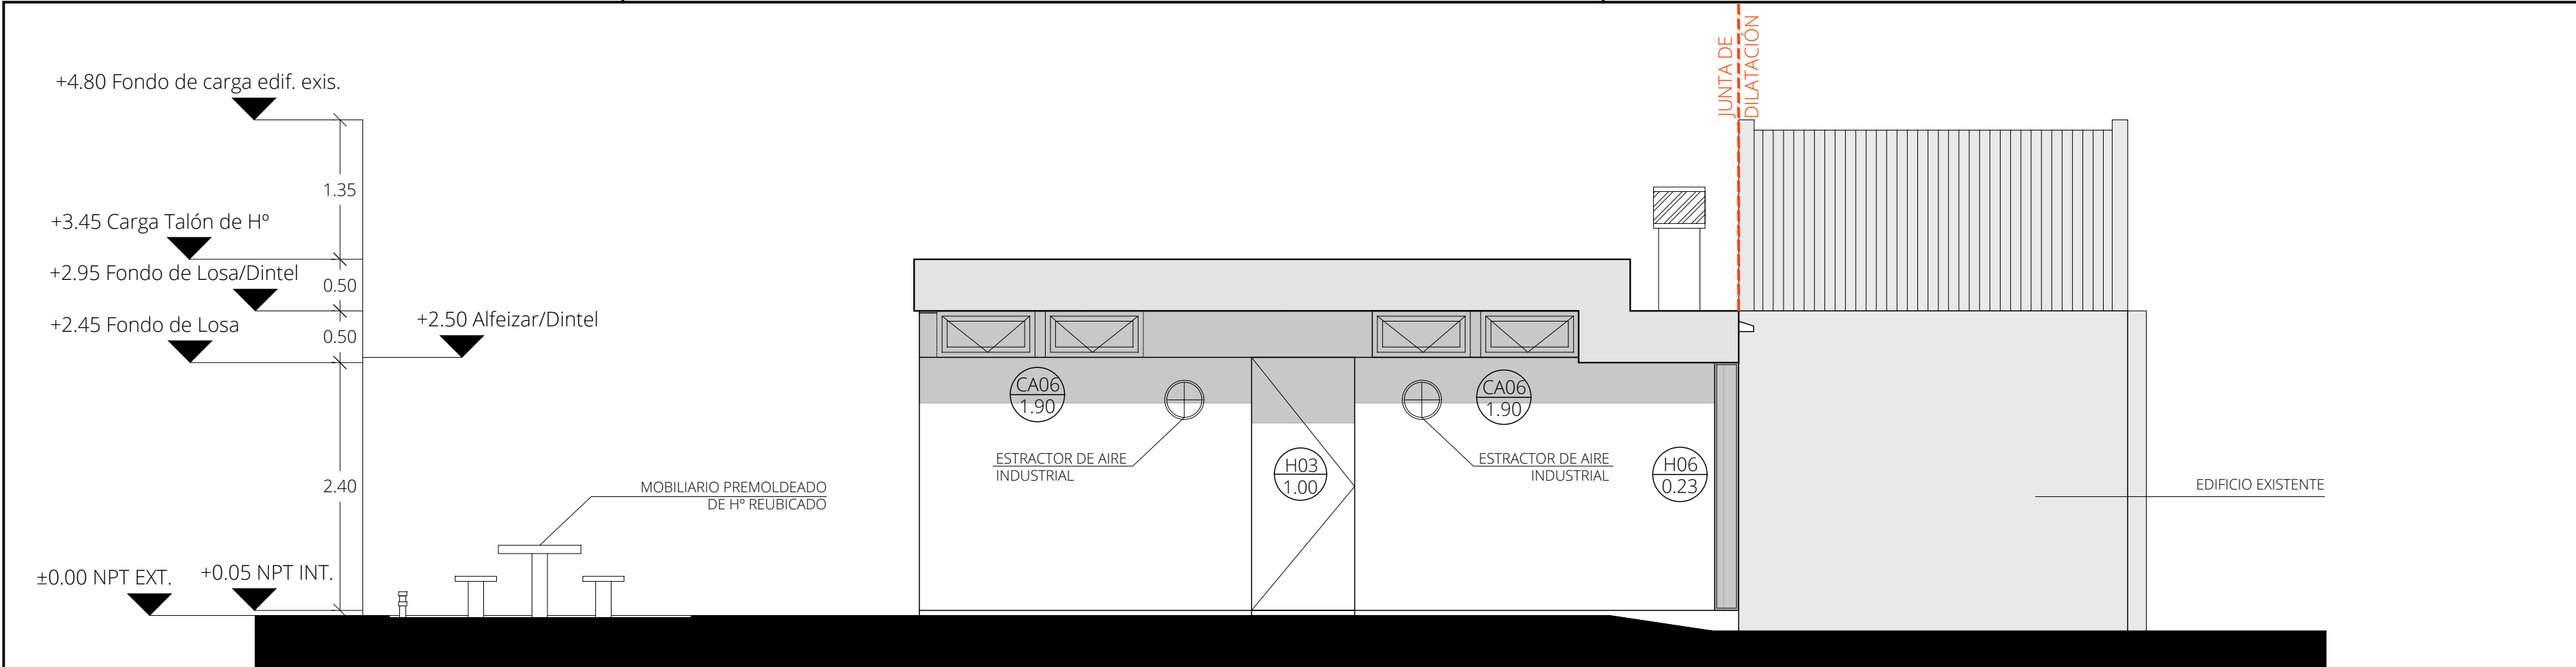 JUNTA DE
DILATACIÓN
+4.80 Fondo de carga edif. exis.
1.35
+3.45 Carga Talón de Hº
+2.95 Fondo de Losa/Dintel
0.50
+2.45 Fondo de Losa
0.50
+2.50 Alfeizar/Dintel
CA06
1.90
CA06
1.90
ESTRACTOR DE AIRE
INDUSTRIAL
H03
1.00
ESTRACTOR DE AIRE
INDUSTRIAL
H06
0.23
2.40
MOBILIARIO PREMOLDEADO
DE Hº REUBICADO
EDIFICIO EXISTENTE
±0.00 NPT EXT.
+0.05 NPT INT.